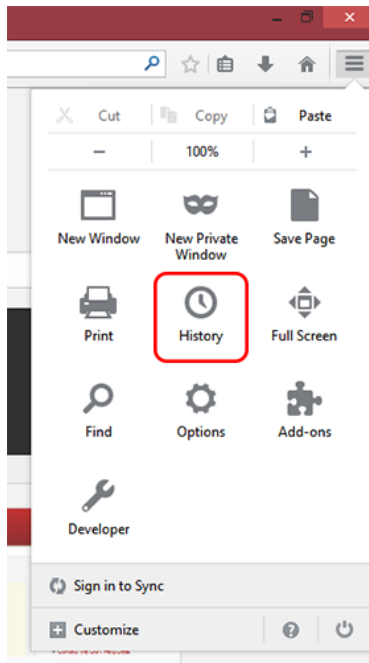 Cut Copy Paste
100%
New Window New Private Save Page
Window
Print History Full Screen
Find Options Add-ons
Developer
Sign in to Sync
Customize